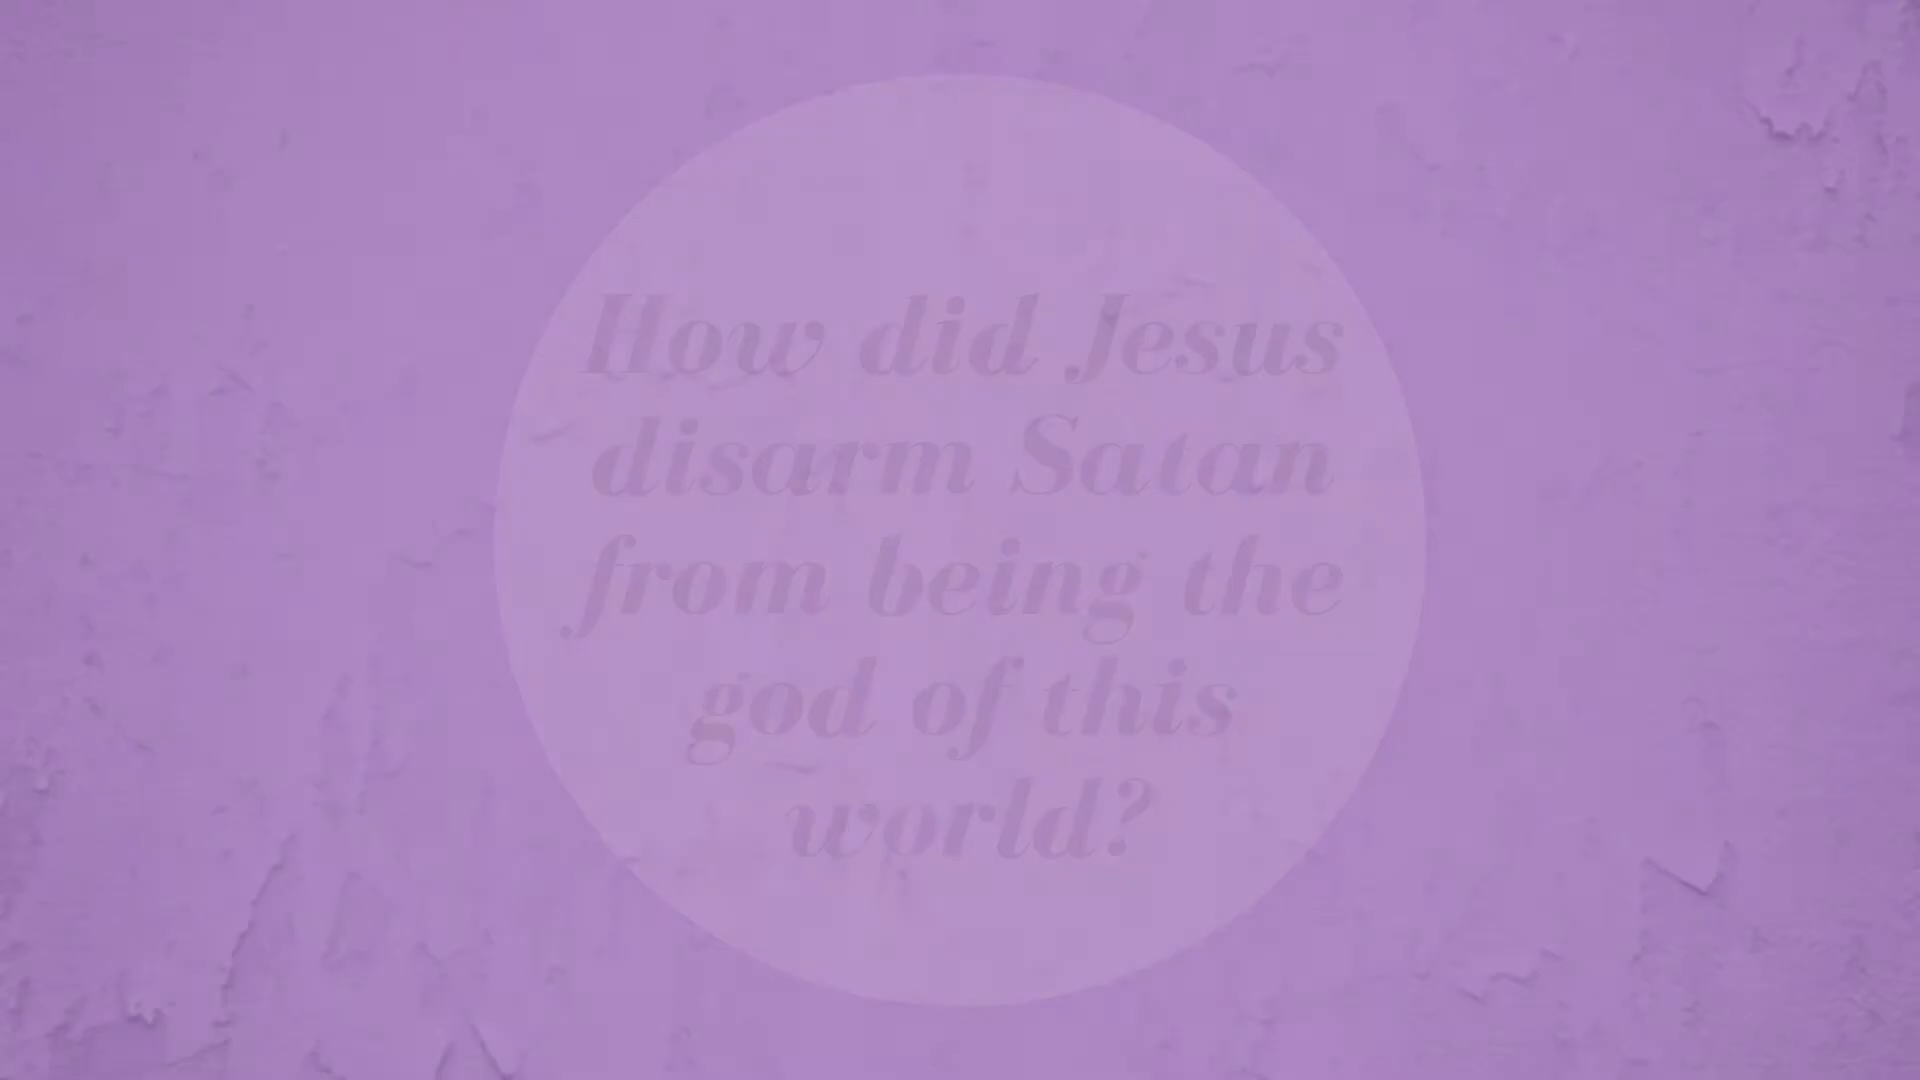 How did Jesus
disarm Satan
from being the
god of this
world?